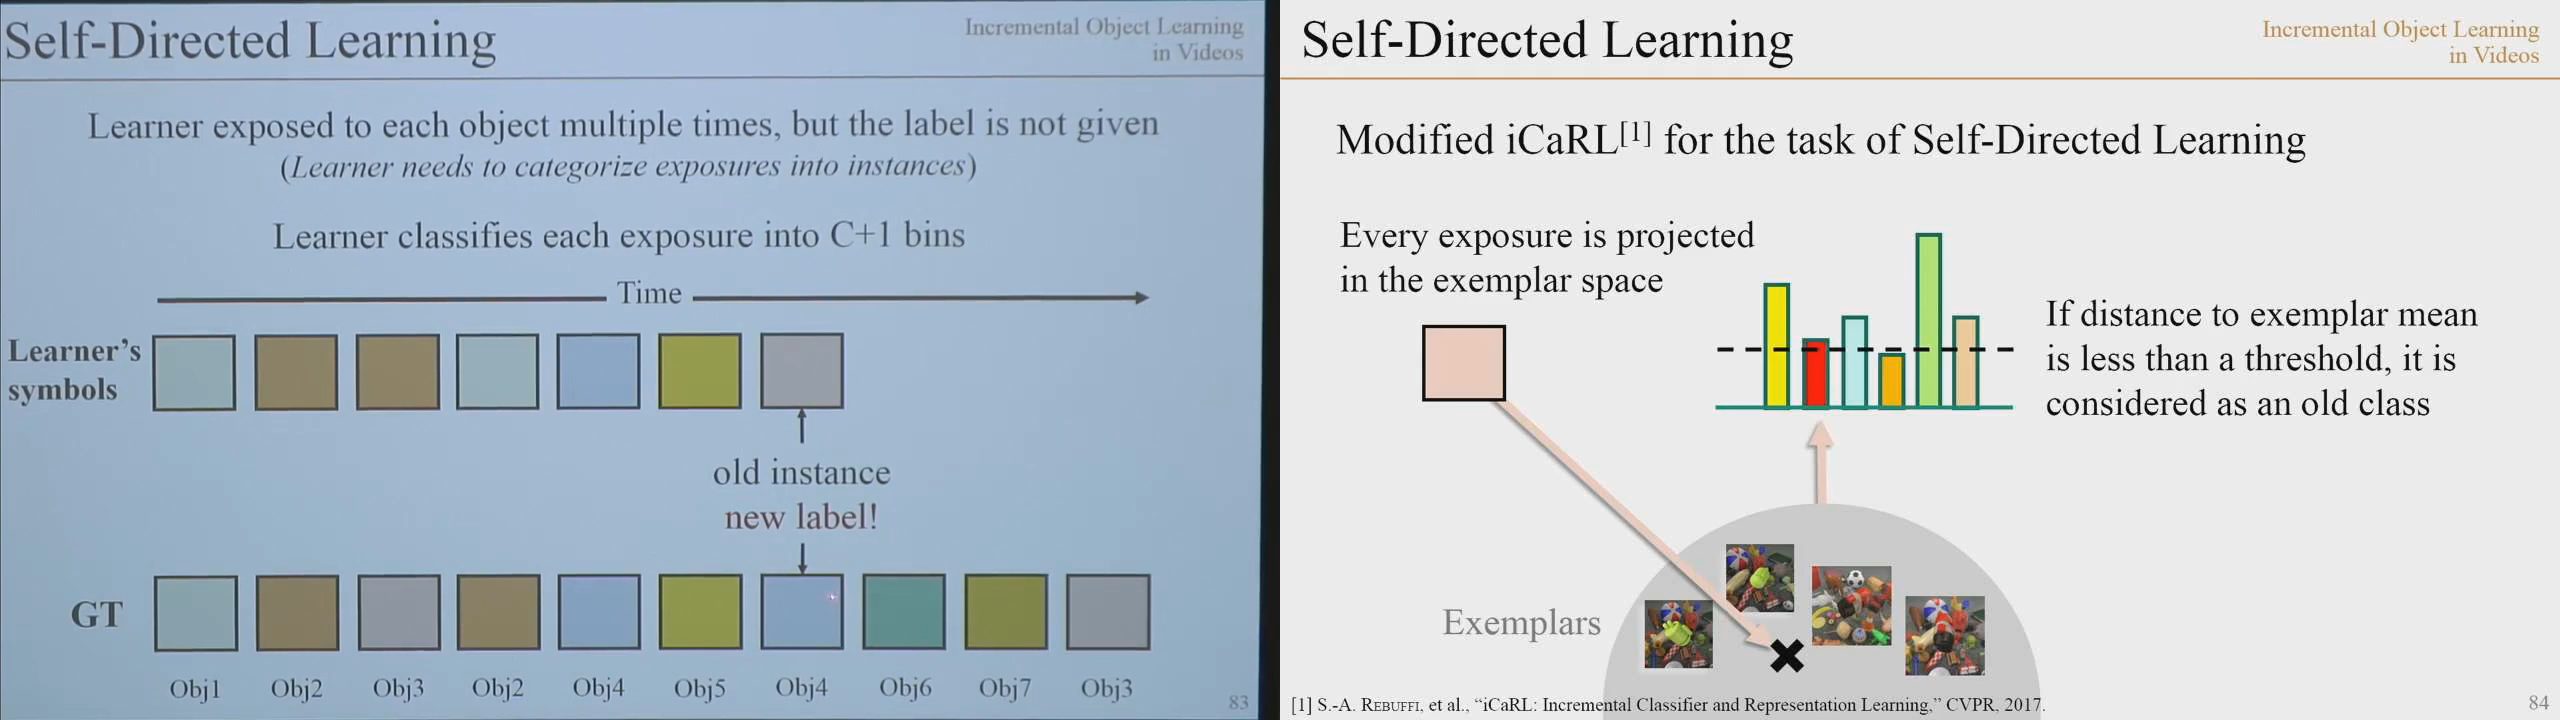 Self-Directed Learning
Incremental Object Learning
in Videos
Learner exposed to each object multiple times, but the label is not given
(Learner needs to categorize exposures into instances)
Learner classifies each exposure into C+1 bins
Time
Learner's
symbols
old instance
new label!
GT
Obj1 Obj2 Obj3 Obj2 Obj4 Obj5 Obj4 Obj6 Obj7 Obj3
83
Self-Directed Learning
Incremental Object Learning
in Videos
Modified iCaRL[1] for the task of Self-Directed Learning
Every exposure is projected
in the exemplar space
If distance to exemplar mean
is less than a threshold, it is
considered as an old class
Exemplars
[1] S.-A. REBUFFI, et al., “iCaRL: Incremental Classifier and Representation Learning,” CVPR, 2017.
84